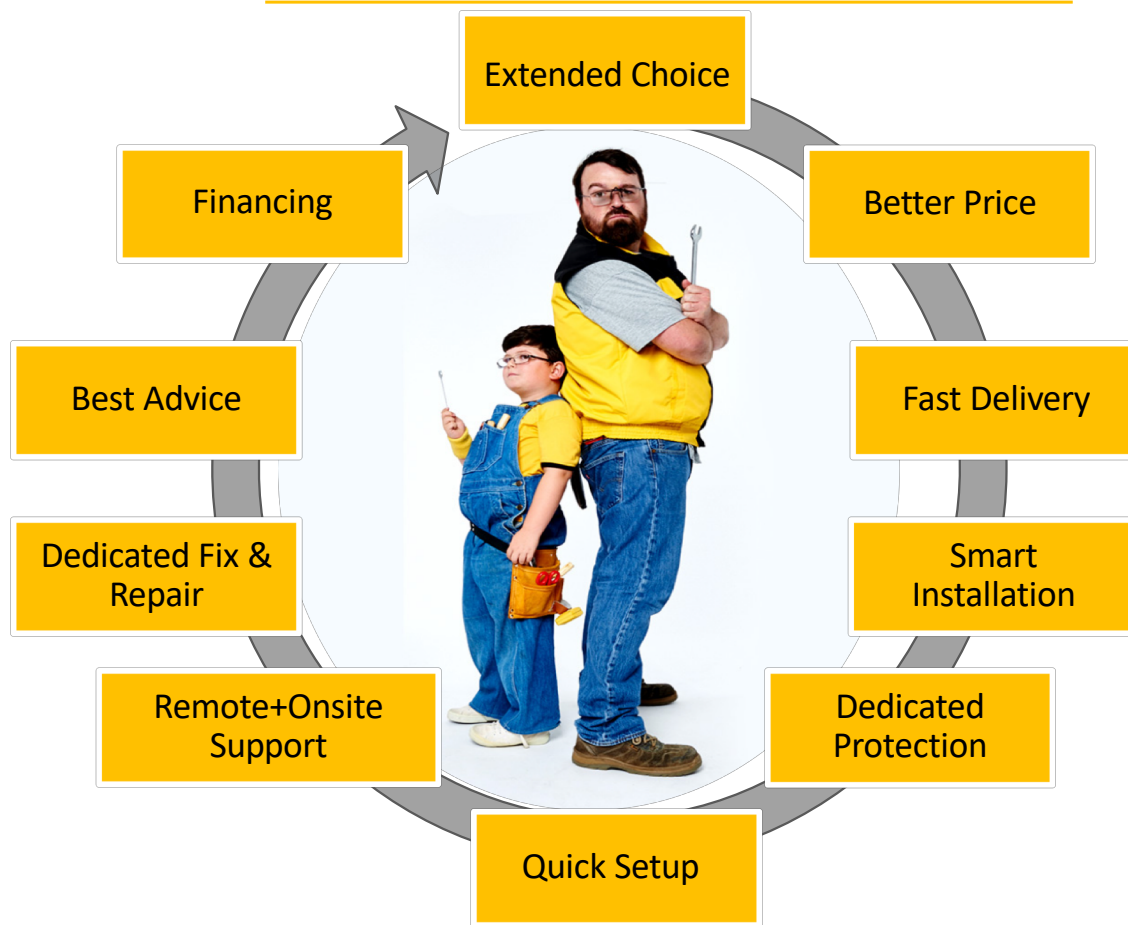 Extended Choice
Better Price
Fast Delivery
Smart
Installation
Dedicated
Protection
Quick Setup
Remote+Onsite
Support
Dedicated Fix &
Repair
Best Advice
Financing